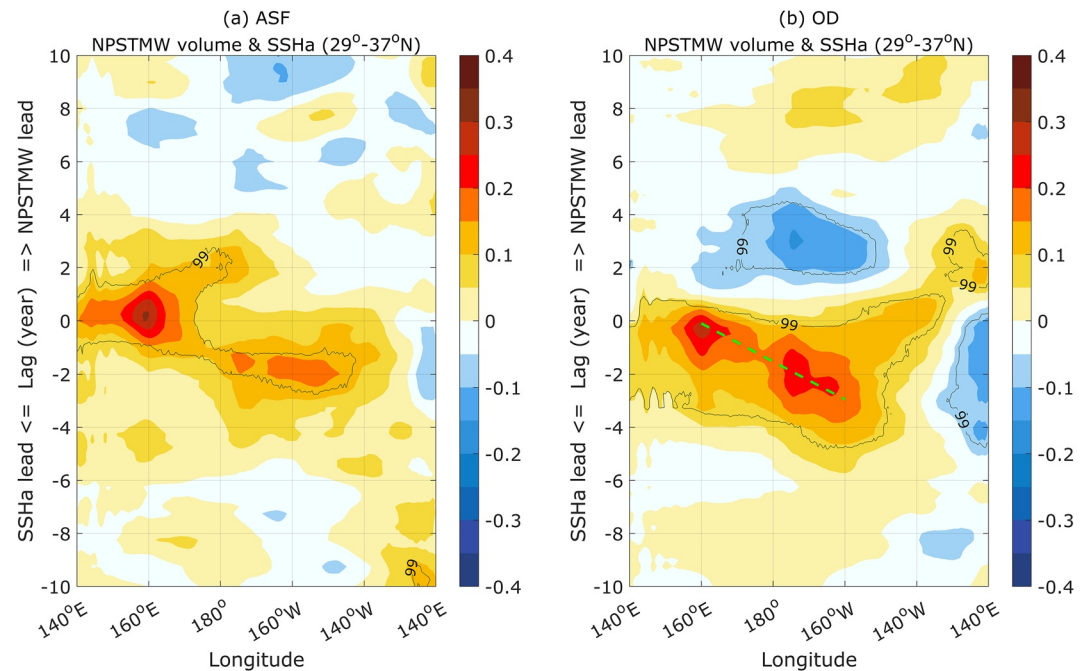 (a) ASF
NPSTMW volume & SSHa (29°-37°N)
SSHa lead <= Lag (year) => NPSTMW lead
10
8
6
4
2
0
-2
-4
-6
-8
-10
99
99
140°E
160°E
180°
160°W
140°W
140°E
Longitude
0.4
0.3
0.2
0.1
0
-0.1
-0.2
-0.3
-0.4
(b) OD
NPSTMW volume & SSHa (29°-37°N)
SSHa lead <= Lag (year) => NPSTMW lead
10
8
6
4
2
0
-2
-4
-6
-8
-10
99
99
99
99
99
140°E
160°E
180°
160°W
140°W
140°E
Longitude
0.4
0.3
0.2
0.1
0
-0.1
-0.2
-0.3
-0.4